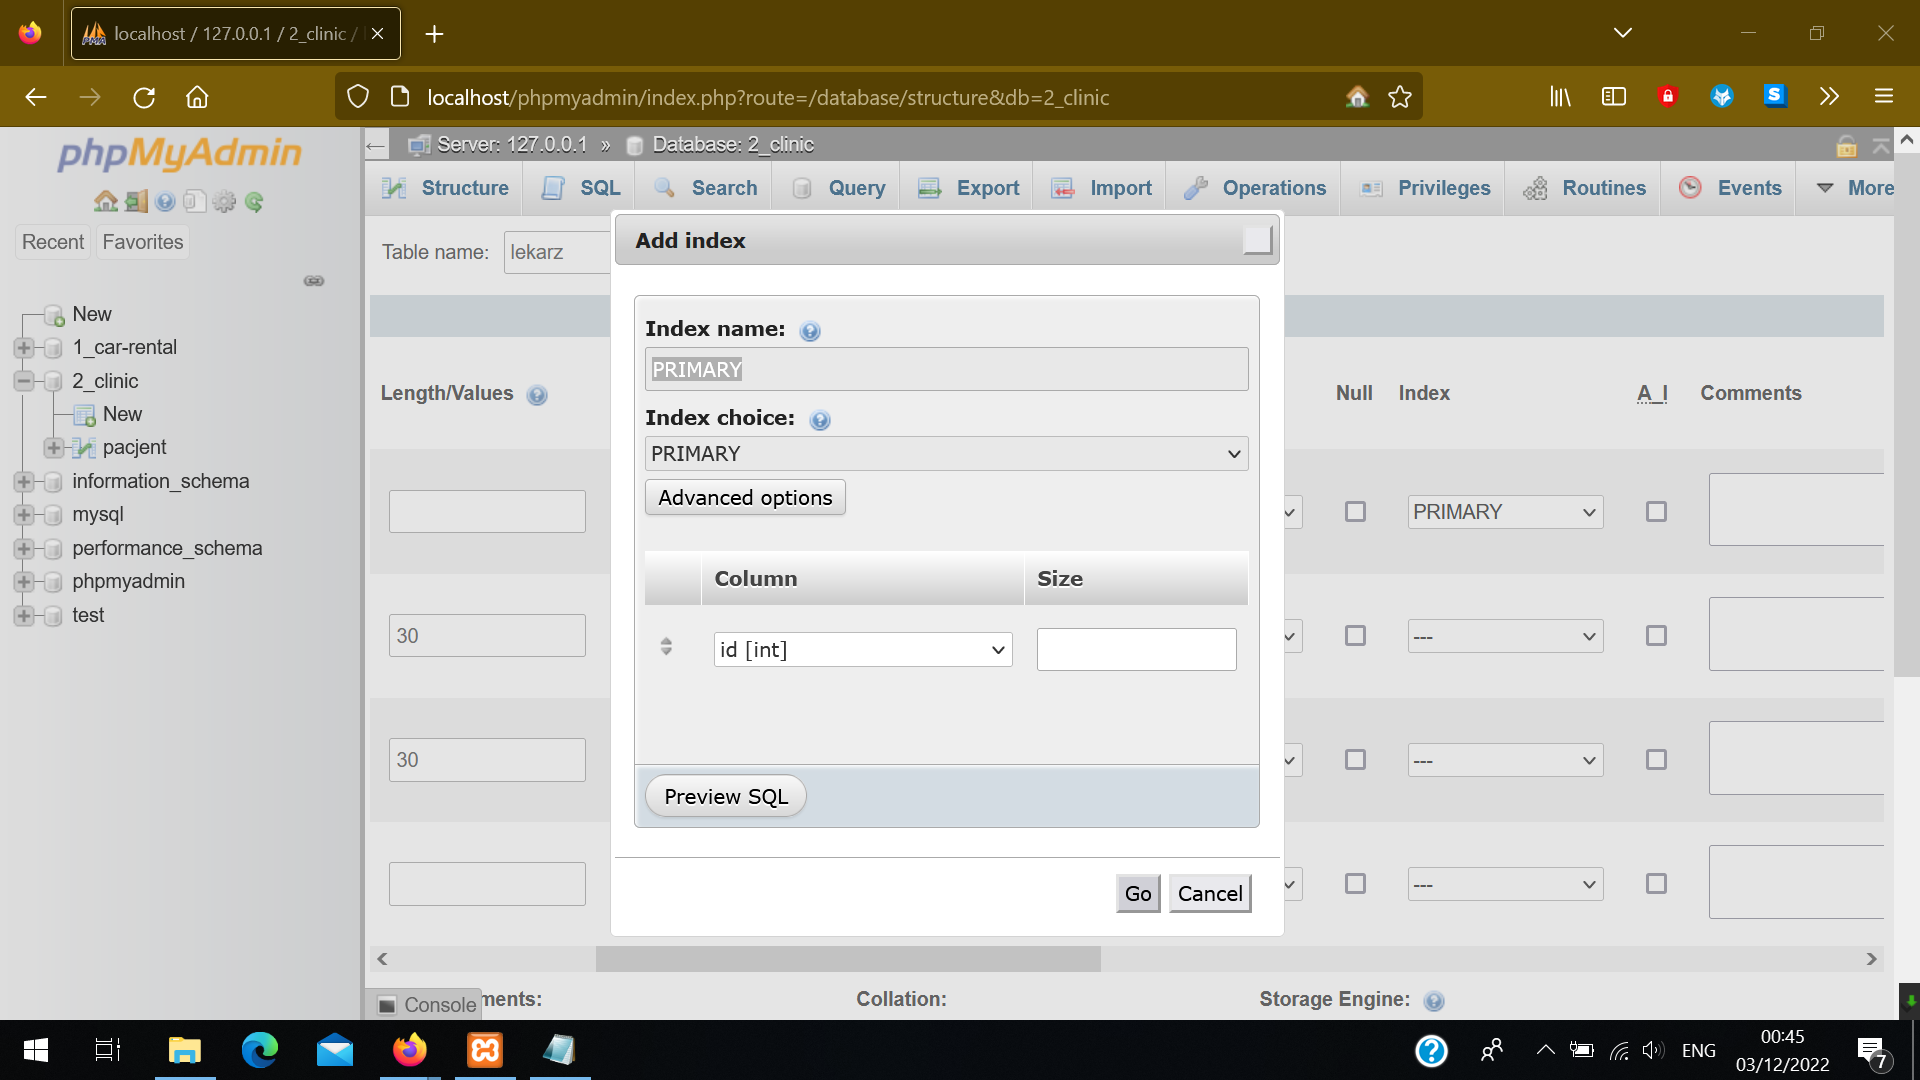 localhost / 127.0.0.1 / 2_clinic /
localhost/phpmyadmin/index.php?route=/database/structure&db=2_clinic
phpMyAdmin
Recent
Favorites
New
1_car-rental
2_clinic
New
pacjent
information_schema
mysql
performance_schema
phpmyadmin
test
Server: 127.0.0.1 » Database: 2_clinic
Structure
SQL
Search
Query
Export
Import
Operations
Privileges
Routines
Events
More
Table name:
lekarz
Add index
Index name:
PRIMARY
Index choice:
PRIMARY
Advanced options
Column
Size
id [int]
Preview SQL
Go
Cancel
Length/Values
Null
Index
A_I
Comments
PRIMARY
30
---
30
---
---
Console
ments:
Collation:
Storage Engine:
ENG
00:45
03/12/2022
7